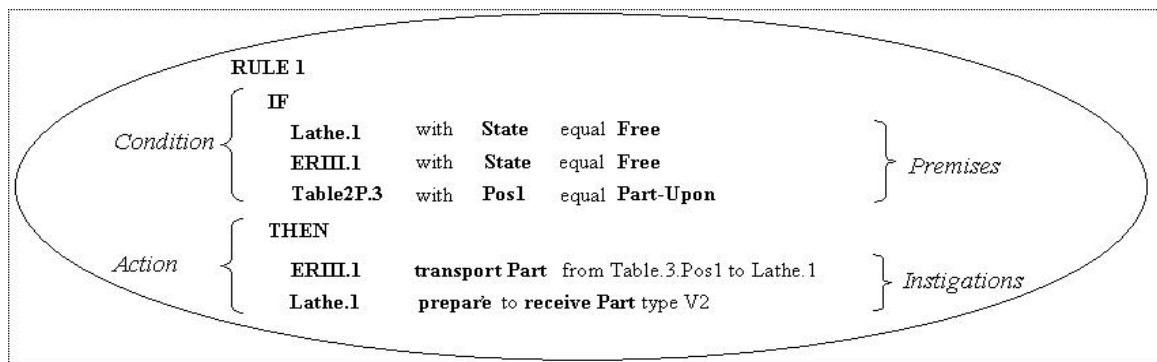 RULE 1
IF
Condition
Lathe.1 with State equal Free
ERIII.1 with State equal Free
Table2P.3 with Pos1 equal Part-Upon
Premises
THEN
Action
ERIII.1 transport Part from Table.3.Pos1 to Lathe.1
Lathe.1 prepare to receive Part type V2
Instigations